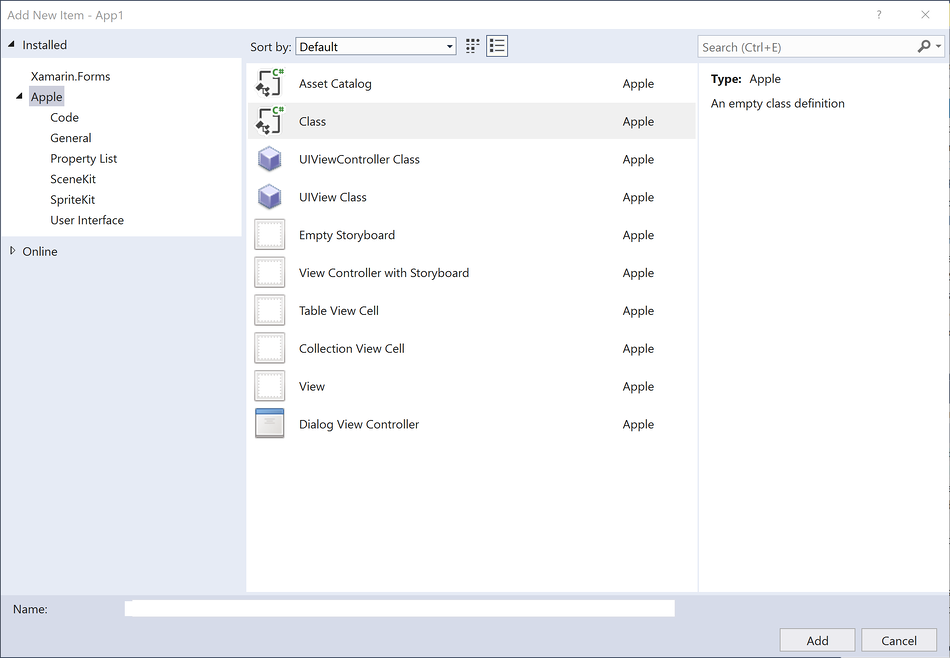 Add New Item - App1
?
Installed
Xamarin.Forms
Apple
Code
General
Property List
SceneKit
SpriteKit
User Interface
Online
Sort by: Default
C# Asset Catalog Apple
C# Class Apple
UIViewController Class Apple
UIView Class Apple
Empty Storyboard Apple
View Controller with Storyboard Apple
Table View Cell Apple
Collection View Cell Apple
View Apple
Dialog View Controller Apple
Search (Ctrl+E)
Type: Apple
An empty class definition
Name:
Add Cancel